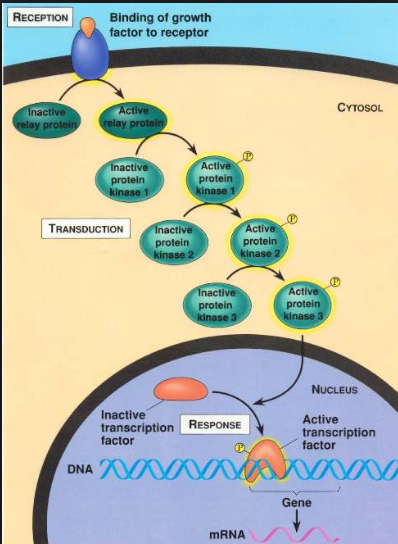 RECEPTION
Binding of growth
factor to receptor
Inactive
relay protein
Active
relay protein
CYTOSOL
Inactive
protein
kinase 1
P
Active
protein
kinase 1
TRANSDUCTION
Inactive
protein
kinase 2
P
Active
protein
kinase 2
Inactive
protein
kinase 3
P
Active
protein
kinase 3
NUCLEUS
Inactive
transcription
factor
RESPONSE
P
Active
transcription
factor
DNA
Gene
mRNA